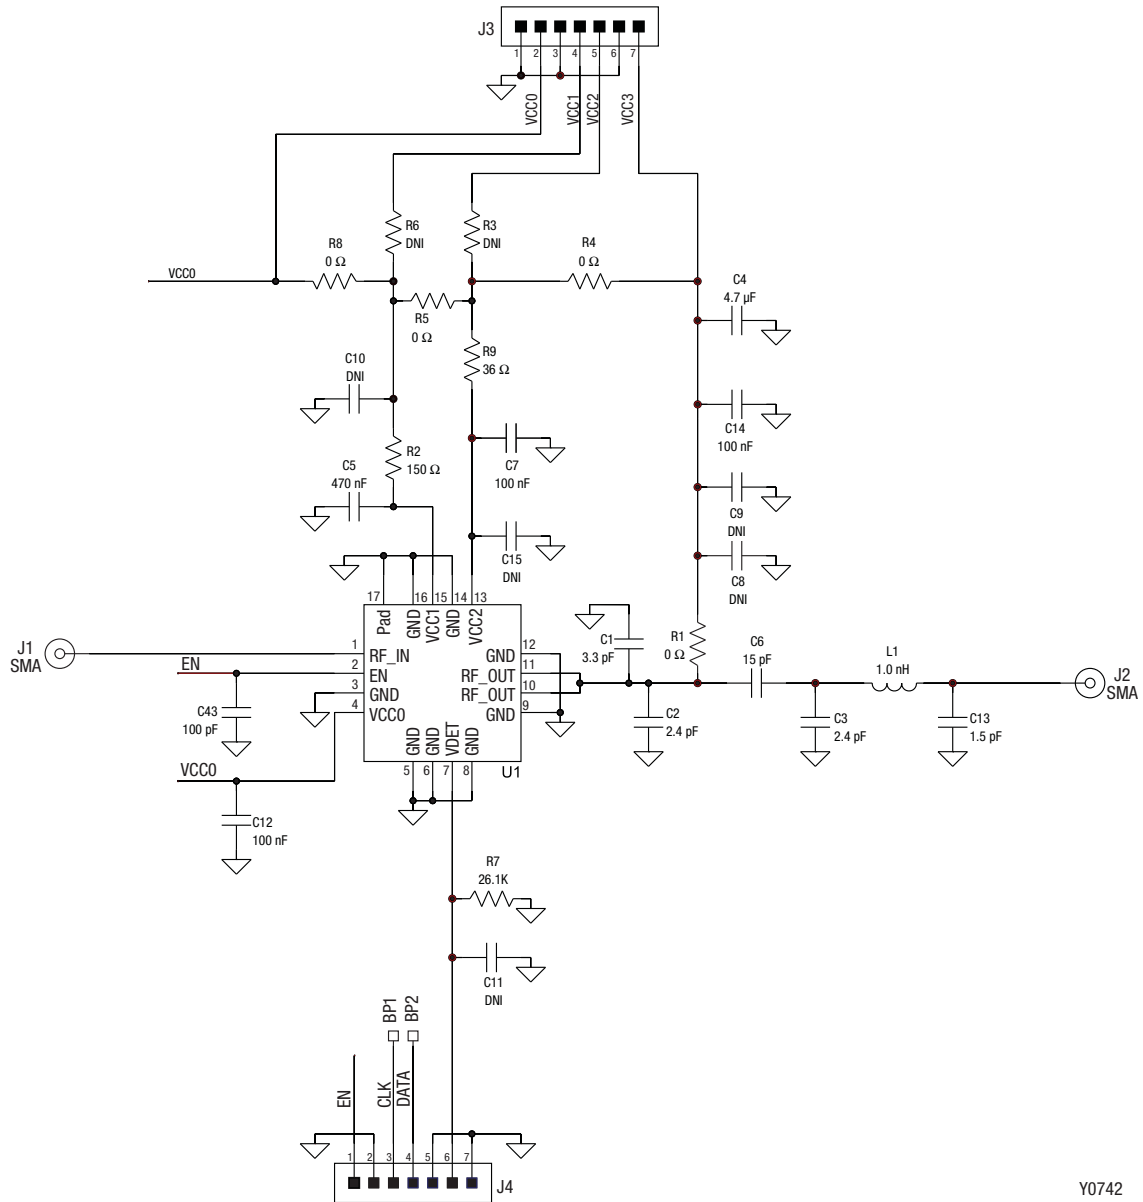 J3
1 2 3 4 5 6 7
VCC0
VCC1
VCC2
VCC3
R6
DNI
R3
DNI
R8
0 Ω
R4
0 Ω
VCC0
C4
4.7 µF
R5
0 Ω
R9
36 Ω
C10
DNI
C14
100 nF
R2
150 Ω
C5
470 nF
C7
100 nF
C9
DNI
C15
DNI
C8
DNI
17 16 15 14 13
Pad
GND
VCC1
GND
VCC2
J1
SMA
1 RF_IN
EN
2 EN
3 GND
4 VCC0
GND 12
RF_OUT 11
RF_OUT 10
GND 9
C1
3.3 pF
R1
0 Ω
C6
15 pF
L1
1.0 nH
J2
SMA
C43
100 pF
C2
2.4 pF
C3
2.4 pF
C13
1.5 pF
GND
GND
VDET
GND
5 6 7 8
U1
VCC0
C12
100 nF
R7
26.1K
C11
DNI
BP1
BP2
EN
CLK
DATA
1 2 3 4 5 6 7
J4
Y0742